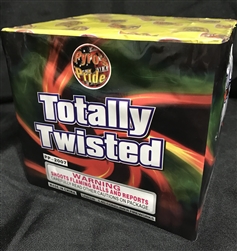 Pyro
Pride
Totally
Twisted
WARNING
SHOOTS FLAMING BALLS AND REPORTS